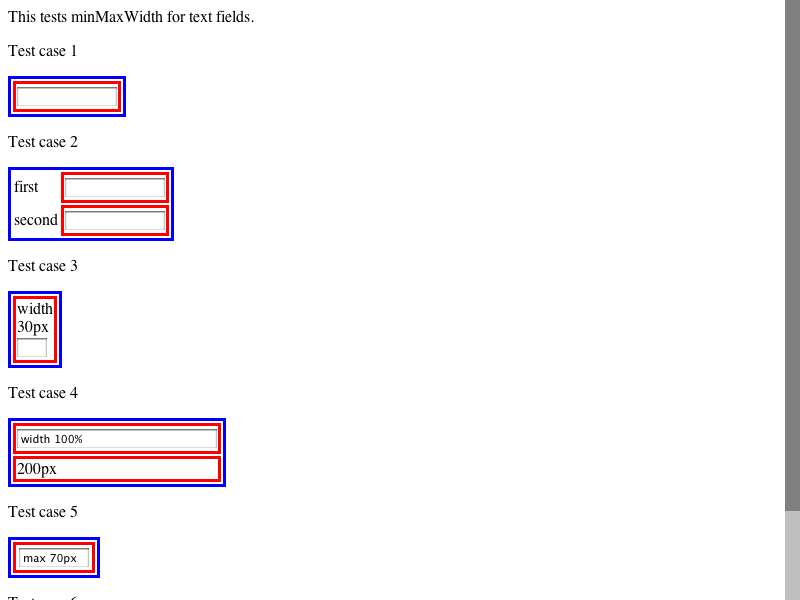 This tests minMaxWidth for text fields.
Test case 1
Test case 2
first
second
Test case 3
width
30px
Test case 4
width 100%
200px
Test case 5
max 70px